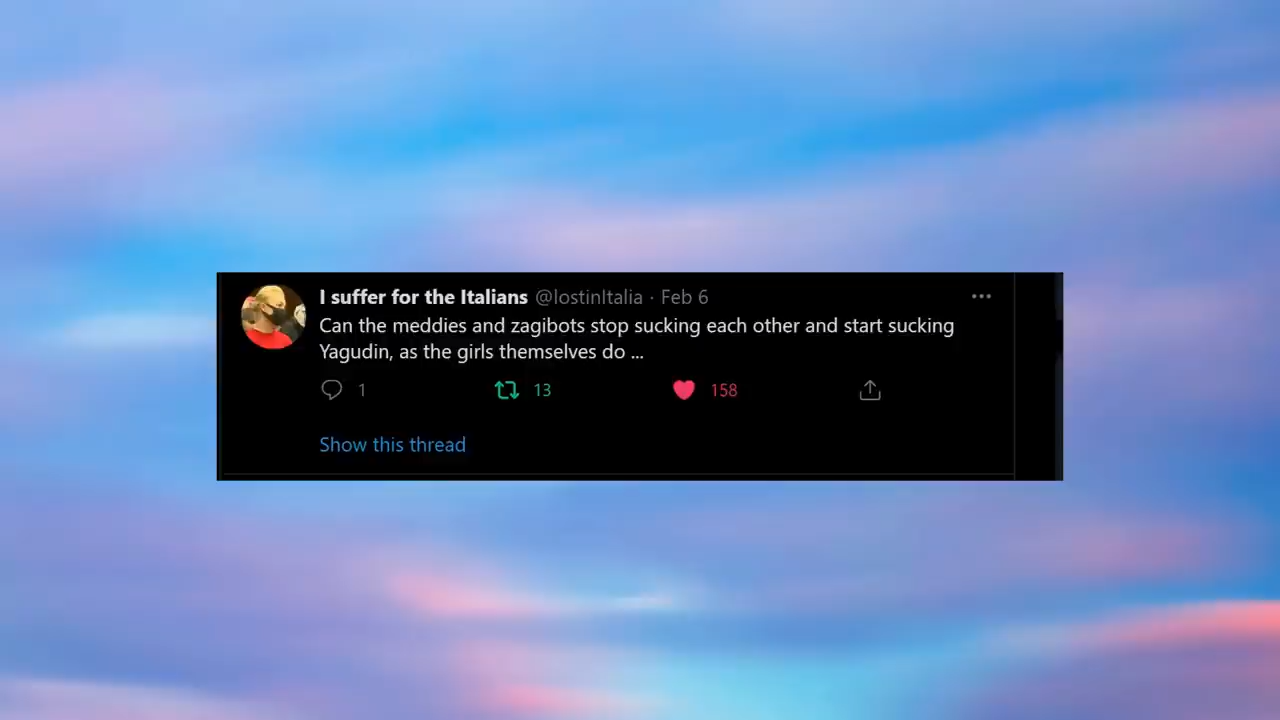 I suffer for the Italians @lostinItalia · Feb 6 ...
Can the meddies and zagibots stop sucking each other and start sucking
Yagudin, as the girls themselves do ...
1 13 158
Show this thread